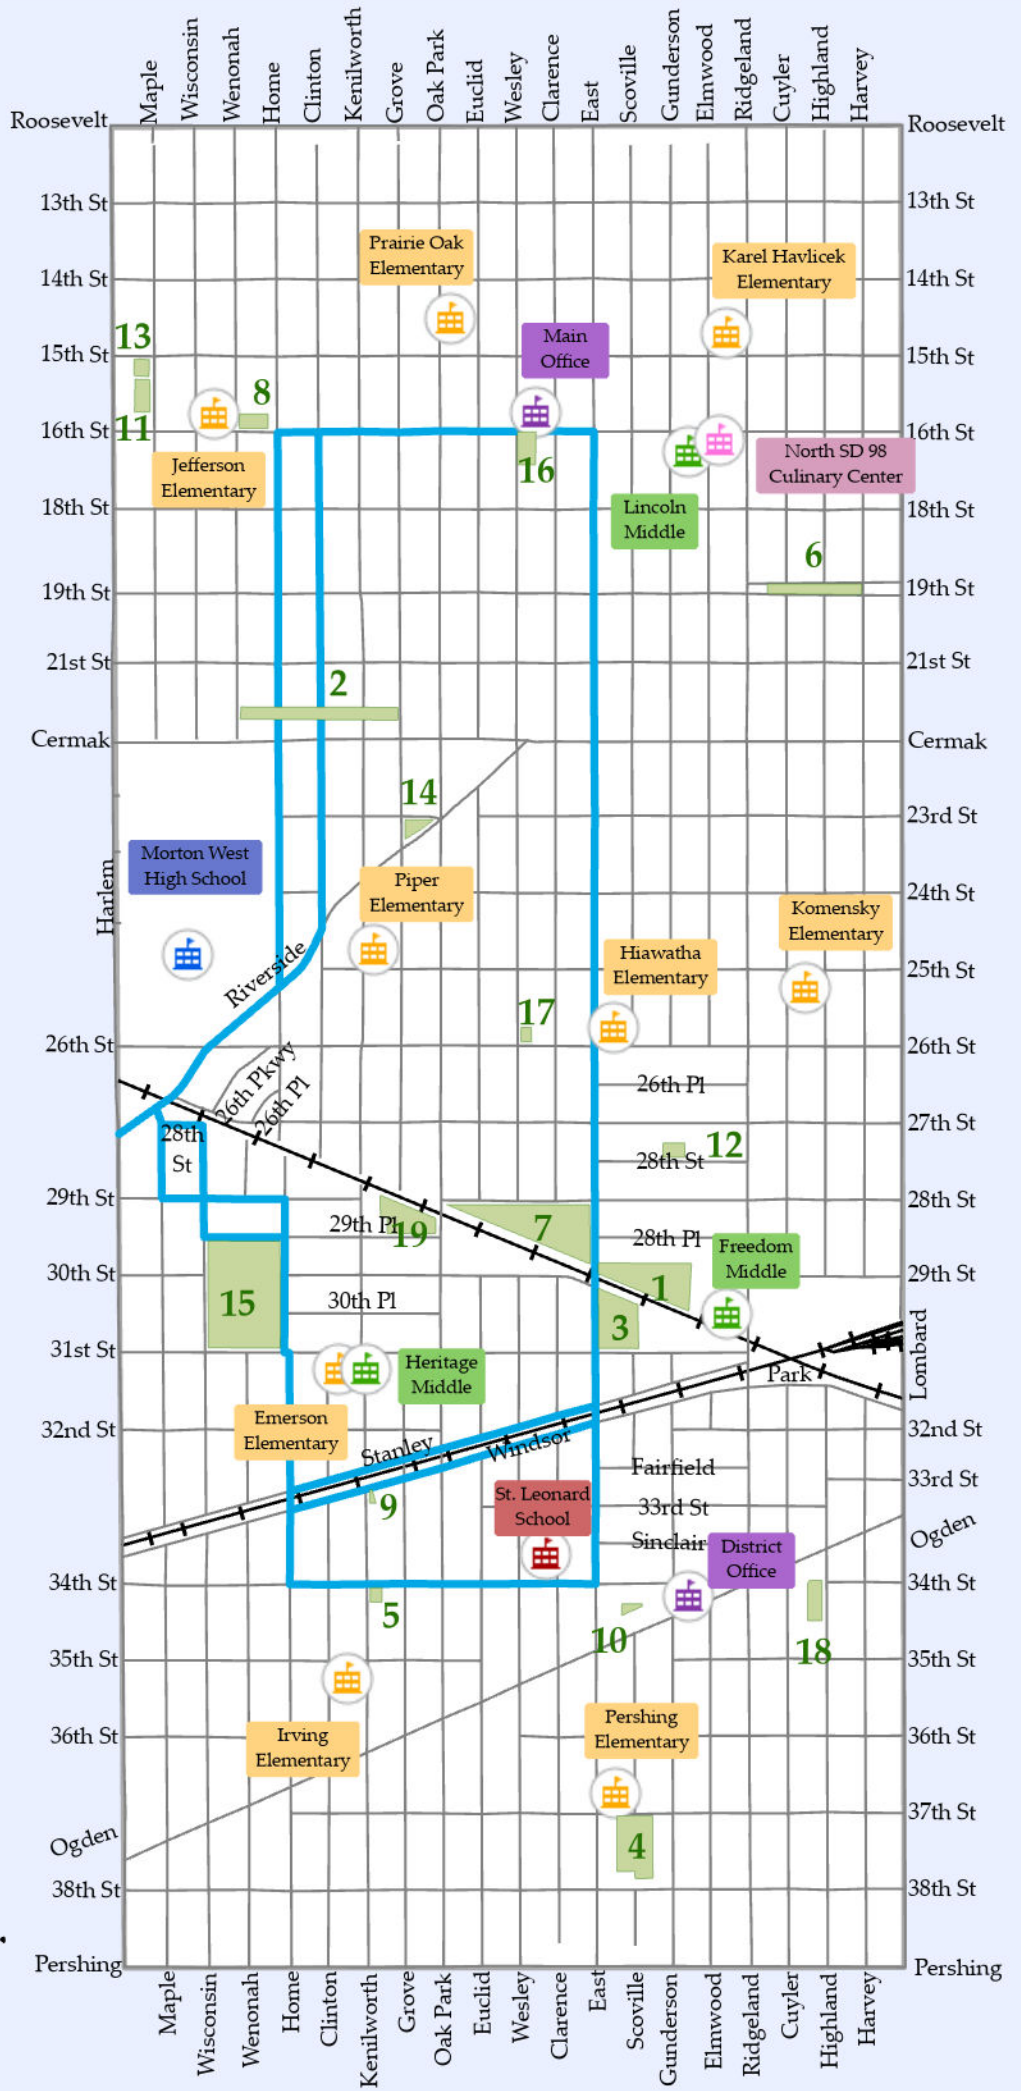 Maple
Wisconsin
Wenonah
Home
Clinton
Kenilworth
Grove
Oak Park
Euclid
Wesley
Clarence
East
Scoville
Gunderson
Elmwood
Ridgeland
Cuyler
Highland
Harvey
Roosevelt
Roosevelt
13th St
13th St
Prairie Oak
Elementary
Karel Havlicek
Elementary
14th St
14th St
13
Main
Office
15th St
15th St
8
11
16th St
16th St
Jefferson
Elementary
16
North SD 98
Culinary Center
18th St
18th St
Lincoln
Middle
6
19th St
19th St
21st St
21st St
2
Cermak
Cermak
14
23rd St
Morton West
High School
Piper
Elementary
24th St
Harlem
Komensky
Elementary
Hiawatha
Elementary
Riverside
25th St
17
26th St
26th St
26th Pkwy
26th Pl
26th Pl
27th St
28th
St
12
28th St
29th St
28th St
29th Pl
19
7
28th Pl
Freedom
Middle
30th St
29th St
15
30th Pl
1
3
31st St
Lombard
Heritage
Middle
Park
Emerson
Elementary
32nd St
32nd St
Stanley
Windsor
Fairfield
33rd St
St. Leonard
School
9
33rd St
Ogden
Sinclair
District
Office
34th St
34th St
5
10
18
35th St
35th St
Pershing
Elementary
Irving
Elementary
36th St
36th St
37th St
Ogden
4
38th St
38th St
Pershing
Pershing
Maple
Wisconsin
Wenonah
Home
Clinton
Kenilworth
Grove
Oak Park
Euclid
Wesley
Clarence
East
Scoville
Gunderson
Elmwood
Ridgeland
Cuyler
Highland
Harvey